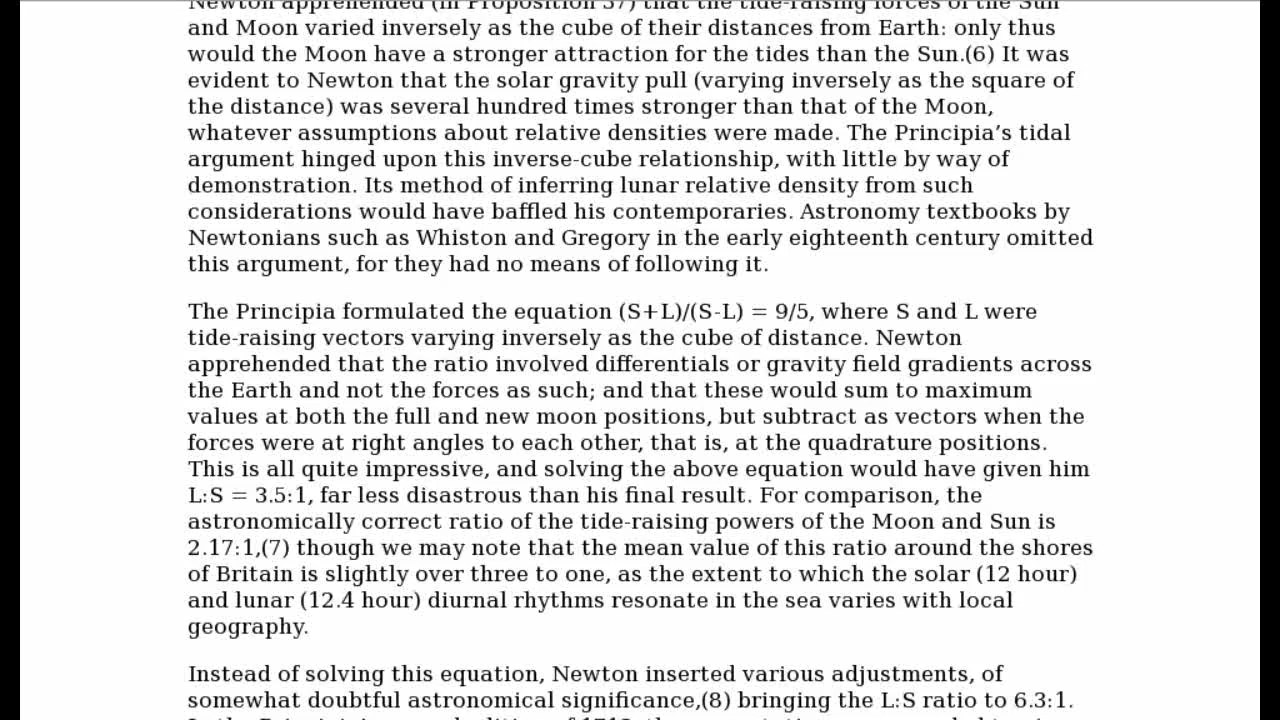 Newton apprehended (in Proposition 37) that the tide-raising forces of the Sun
and Moon varied inversely as the cube of their distances from Earth: only thus
would the Moon have a stronger attraction for the tides than the Sun.(6) It was
evident to Newton that the solar gravity pull (varying inversely as the square of
the distance) was several hundred times stronger than that of the Moon,
whatever assumptions about relative densities were made. The Principia’s tidal
argument hinged upon this inverse-cube relationship, with little by way of
demonstration. Its method of inferring lunar relative density from such
considerations would have baffled his contemporaries. Astronomy textbooks by
Newtonians such as Whiston and Gregory in the early eighteenth century omitted
this argument, for they had no means of following it.
The Principia formulated the equation (S+L)/(S-L) = 9/5, where S and L were
tide-raising vectors varying inversely as the cube of distance. Newton
apprehended that the ratio involved differentials or gravity field gradients across
the Earth and not the forces as such; and that these would sum to maximum
values at both the full and new moon positions, but subtract as vectors when the
forces were at right angles to each other, that is, at the quadrature positions.
This is all quite impressive, and solving the above equation would have given him
L:S = 3.5:1, far less disastrous than his final result. For comparison, the
astronomically correct ratio of the tide-raising powers of the Moon and Sun is
2.17:1,(7) though we may note that the mean value of this ratio around the shores
of Britain is slightly over three to one, as the extent to which the solar (12 hour)
and lunar (12.4 hour) diurnal rhythms resonate in the sea varies with local
geography.
Instead of solving this equation, Newton inserted various adjustments, of
somewhat doubtful astronomical significance,(8) bringing the L:S ratio to 6.3:1.